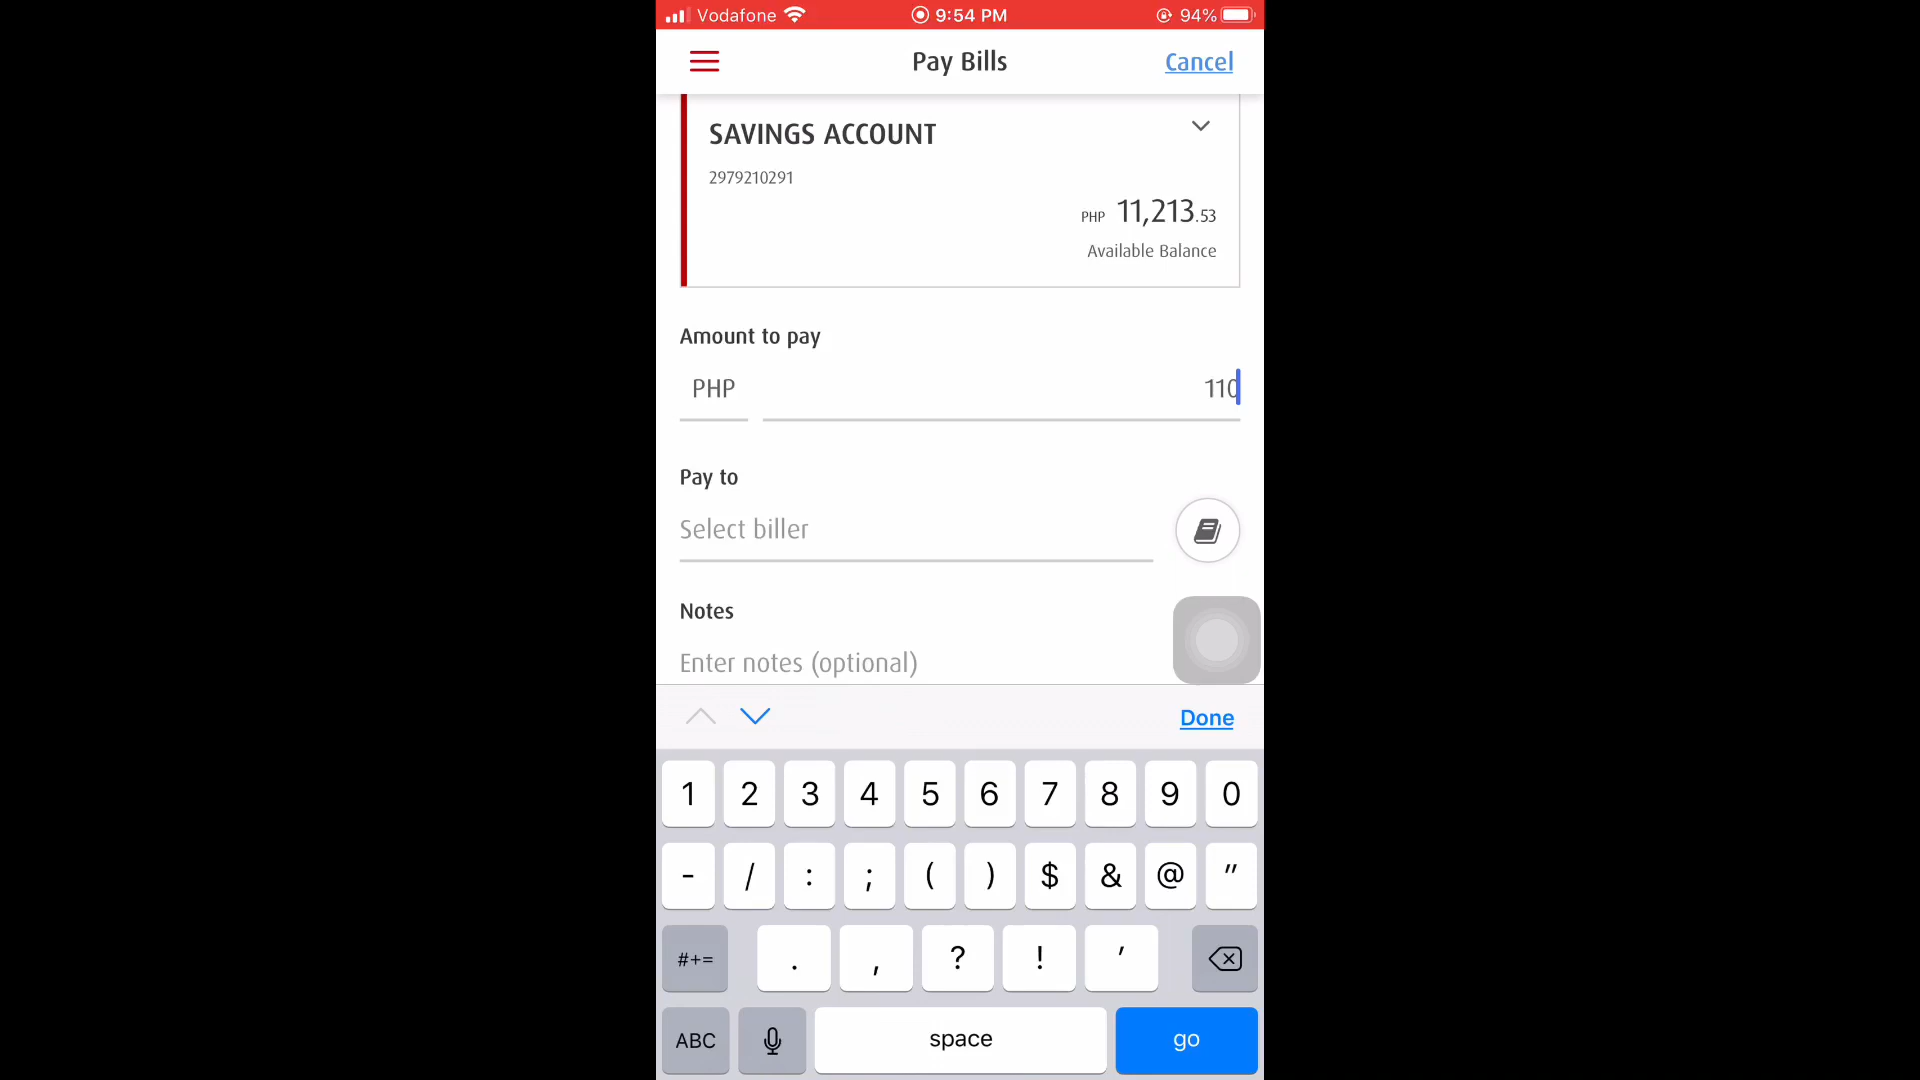 Vodafone 9:54 PM 94%
Pay Bills Cancel
SAVINGS ACCOUNT
2979210291
PHP 11,213.53
Available Balance
Amount to pay
PHP 110
Pay to
Select biller
Notes
Enter notes (optional)
Done
1 2 3 4 5 6 7 8 9 0
- / : ; ( ) $ & @ "
#+= . , ? ! '
ABC space go